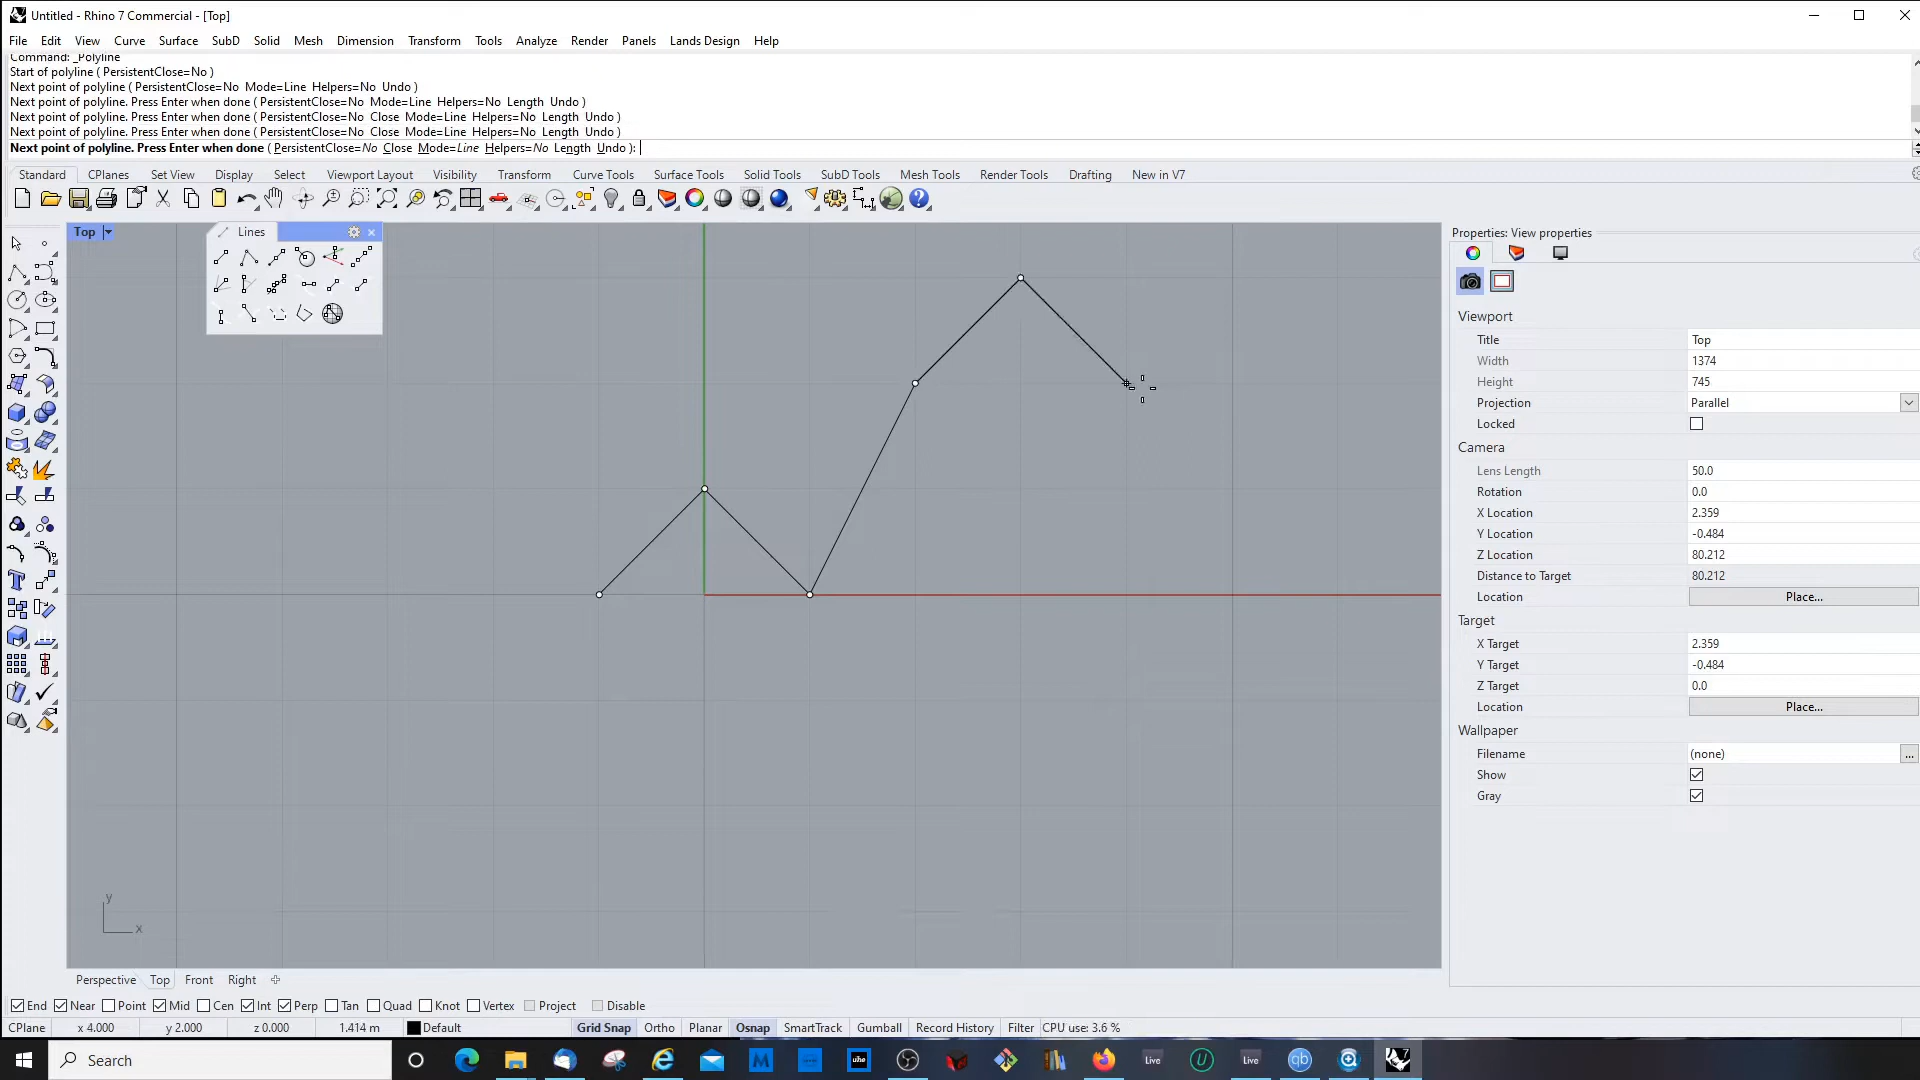 Untitled - Rhino 7 Commercial - [Top]
File Edit View Curve Surface SubD Solid Mesh Dimension Transform Tools Analyze Render Panels Lands Design Help
Command: _Polyline
Start of polyline ( PersistentClose=No )
Next point of polyline ( PersistentClose=No Mode=Line Helpers=No Undo )
Next point of polyline. Press Enter when done ( PersistentClose=No Mode=Line Helpers=No Length Undo )
Next point of polyline. Press Enter when done ( PersistentClose=No Close Mode=Line Helpers=No Length Undo )
Next point of polyline. Press Enter when done ( PersistentClose=No Close Mode=Line Helpers=No Length Undo )
Next point of polyline. Press Enter when done ( PersistentClose=No Close Mode=Line Helpers=No Length Undo ):
Standard CPlanes Set View Display Select Viewport Layout Visibility Transform Curve Tools Surface Tools Solid Tools SubD Tools Mesh Tools Render Tools Drafting New in V7
Top
Lines
Properties: View properties
Viewport
Title Top
Width 1374
Height 745
Projection Parallel
Locked
Camera
Lens Length 50.0
Rotation 0.0
X Location 2.359
Y Location -0.484
Z Location 80.212
Distance to Target 80.212
Location Place...
Target
X Target 2.359
Y Target -0.484
Z Target 0.0
Location Place...
Wallpaper
Filename (none) ...
Show
Gray
y
x
Perspective Top Front Right
End Near Point Mid Cen Int Perp Tan Quad Knot Vertex Project Disable
CPlane x 4.000 y 2.000 z 0.000 1.414 m Default Grid Snap Ortho Planar Osnap SmartTrack Gumball Record History Filter CPU use: 3.6 %
Search M uhe Live U Live qb